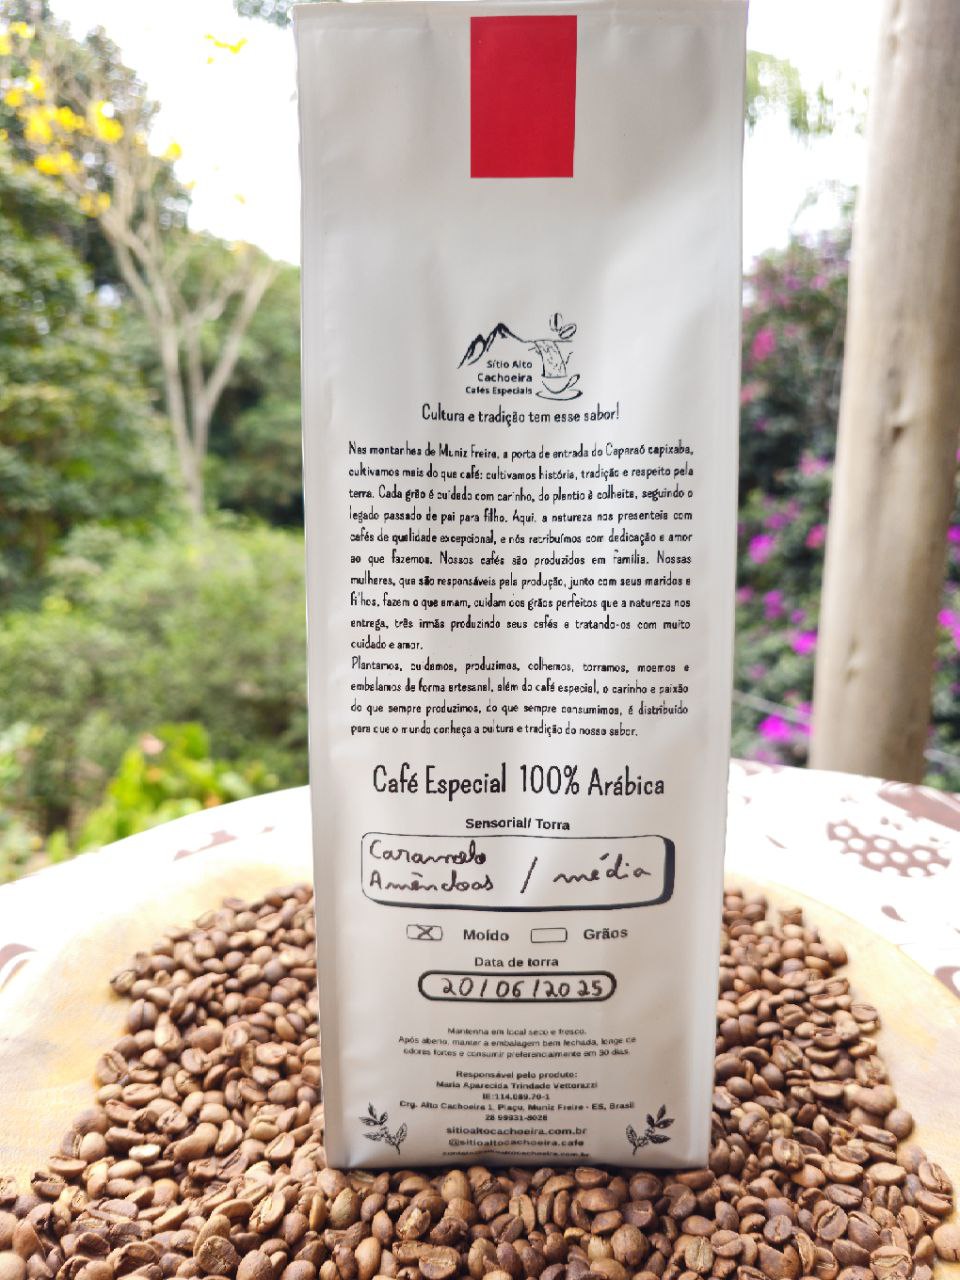 Sítio Alto
Cachoeira
Cafés Especiais
Cultura e tradição tem esse sabor!
Nas montanhas de Muniz Freire, a porta de entrada do Caparaó capixaba,
cultivamos mais do que café: cultivamos história, tradição e respeito pela
terra. Cada grão é cuidado com carinho, do plantio à colheita, seguindo o
legado passado de pai para filho. Aqui, a natureza nos presenteia com
cafés de qualidade excepcional, e nós retribuímos com dedicação e amor
ao que fazemos. Nossos cafés são produzidos em família. Nossas
mulheres, que são responsáveis pela produção, junto com seus maridos e
filhos, fazem o que amam, cuidam dos grãos perfeitos que a natureza nos
entrega, três irmãs produzindo seus cafés e tratando-os com muito
cuidado e amor.
Plantamos, cuidamos, produzimos, colhemos, torramos, moemos e
embalamos de forma artesanal, além do café especial, o carinho e paixão
do que sempre produzimos, do que sempre consumimos, é distribuído
para que o mundo conheça a cultura e tradição do nosso sabor.
Café Especial 100% Arábica
Sensorial/ Torra
Caramelo
Amêndoas / média
Moído Grãos
Data de torra
20/06/2025
Mantenha em local seco e fresco.
Após aberto, manter a embalagem bem fechada, longe de
odores fortes e consumir preferencialmente em 30 dias.
Responsável pelo produto:
Maria Aparecida Trindade Vettorazzi
IE:114.089.70-1
Crg. Alto Cachoeira 1, Piaçu, Muniz Freire - ES, Brasil
28 99931-8026
sitioaltocachoeira.com.br
@sitioaltocachoeira.cafe